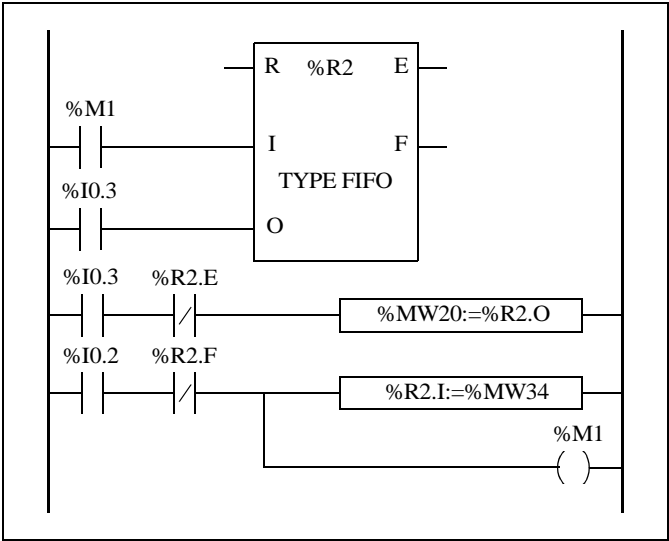 R %R2 E
%M1
I F
TYPE FIFO
%I0.3
O
%I0.3 %R2.E
%MW20:=%R2.O
%I0.2 %R2.F
%R2.I:=%MW34
%M1